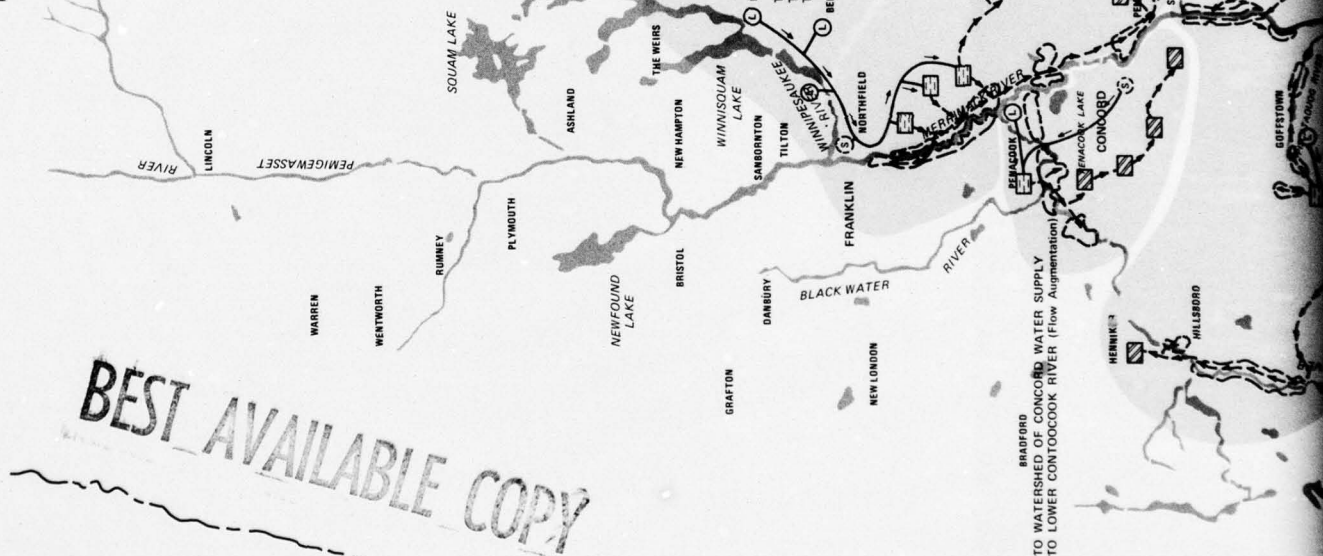 SQUAM LAKE
THE WEIRS
WINNISQUAM
LAKE
WINNIPESAUKEE
RIVER
NORTHFIELD
MERRIMACK RIVER
LINCOLN
RIVER
PEMIGEWASSET
ASHLAND
NEW HAMPTON
SANBORNTON
TILTON
L
L
S
S
L
PENACOOK
CONCORD
GOFFSTOWN
L
RUMNEY
PLYMOUTH
FRANKLIN
BRISTOL
NEWFOUND
LAKE
DANBURY
BLACK WATER
RIVER
WARREN
WENTWORTH
GRAFTON
NEW LONDON
BRADFORD
HILLSBORO
TO WATERSHED OF CONCORD WATER SUPPLY
TO LOWER CONTOOCOOK RIVER (Flow Augmentation)
BEST AVAILABLE COPY